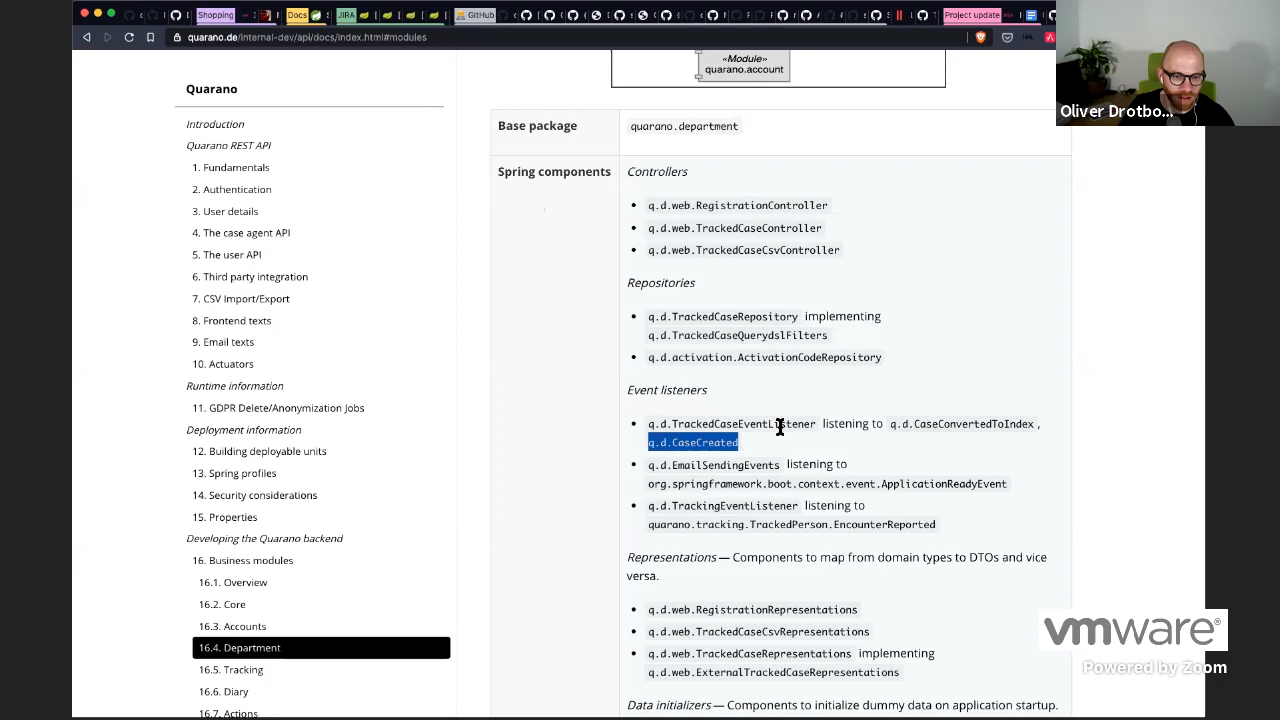 Shopping
Docs
JIRA
GitHub
Project update
quarano.de/internal-dev/api/docs/index.html#modules
Oliver Drotbo...
Quarano
Introduction
Quarano REST API
1. Fundamentals
2. Authentication
3. User details
4. The case agent API
5. The user API
6. Third party integration
7. CSV Import/Export
8. Frontend texts
9. Email texts
10. Actuators
Runtime information
11. GDPR Delete/Anonymization Jobs
Deployment information
12. Building deployable units
13. Spring profiles
14. Security considerations
15. Properties
Developing the Quarano backend
16. Business modules
16.1. Overview
16.2. Core
16.3. Accounts
16.4. Department
16.5. Tracking
16.6. Diary
16.7. Actions
«Module»
quarano.account
Base package
quarano.department
Spring components
Controllers
q.d.web.RegistrationController
q.d.web.TrackedCaseController
q.d.web.TrackedCaseCsvController
Repositories
q.d.TrackedCaseRepository implementing
q.d.TrackedCaseQuerydslFilters
q.d.activation.ActivationCodeRepository
Event listeners
q.d.TrackedCaseEventListener listening to q.d.CaseConvertedToIndex,
q.d.CaseCreated
q.d.EmailSendingEvents listening to
org.springframework.boot.context.event.ApplicationReadyEvent
q.d.TrackingEventListener listening to
quarano.tracking.TrackedPerson.EncounterReported
Representations — Components to map from domain types to DTOs and vice
versa.
q.d.web.RegistrationRepresentations
q.d.web.TrackedCaseCsvRepresentations
q.d.web.TrackedCaseRepresentations implementing
q.d.web.ExternalTrackedCaseRepresentations
Data initializers — Components to initialize dummy data on application startup.
vmware®
Powered by Zoom